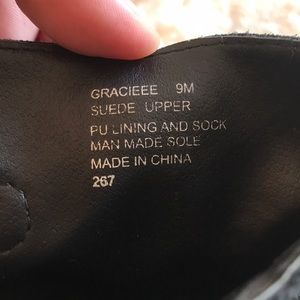 GRACIEEE 9M
SUEDE UPPER
PU LINING AND SOCK
MAN MADE SOLE
MADE IN CHINA
267